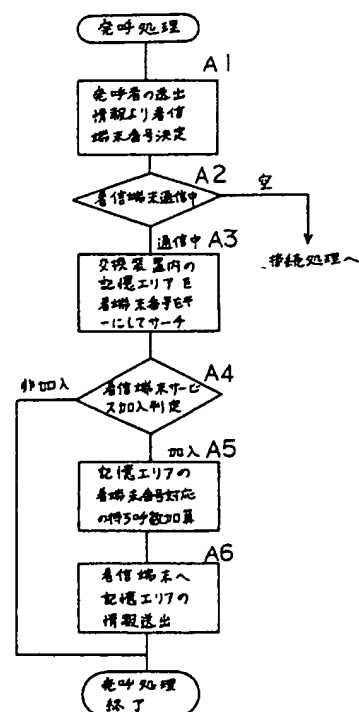 発呼処理
A1
発呼者の送出
情報より着信
端末番号決定
A2
着信端末通信中
空
通信中
A3
接続処理へ
交換装置内の
記憶エリアを
着端末番号をキ
ーにしてサーチ
A4
非加入
着信端末サービ
ス加入判定
加入
A5
記憶エリアの
着端末番号対応
の待ち呼数加算
A6
着信端末へ
記憶エリアの
情報送出
発呼処理
終了